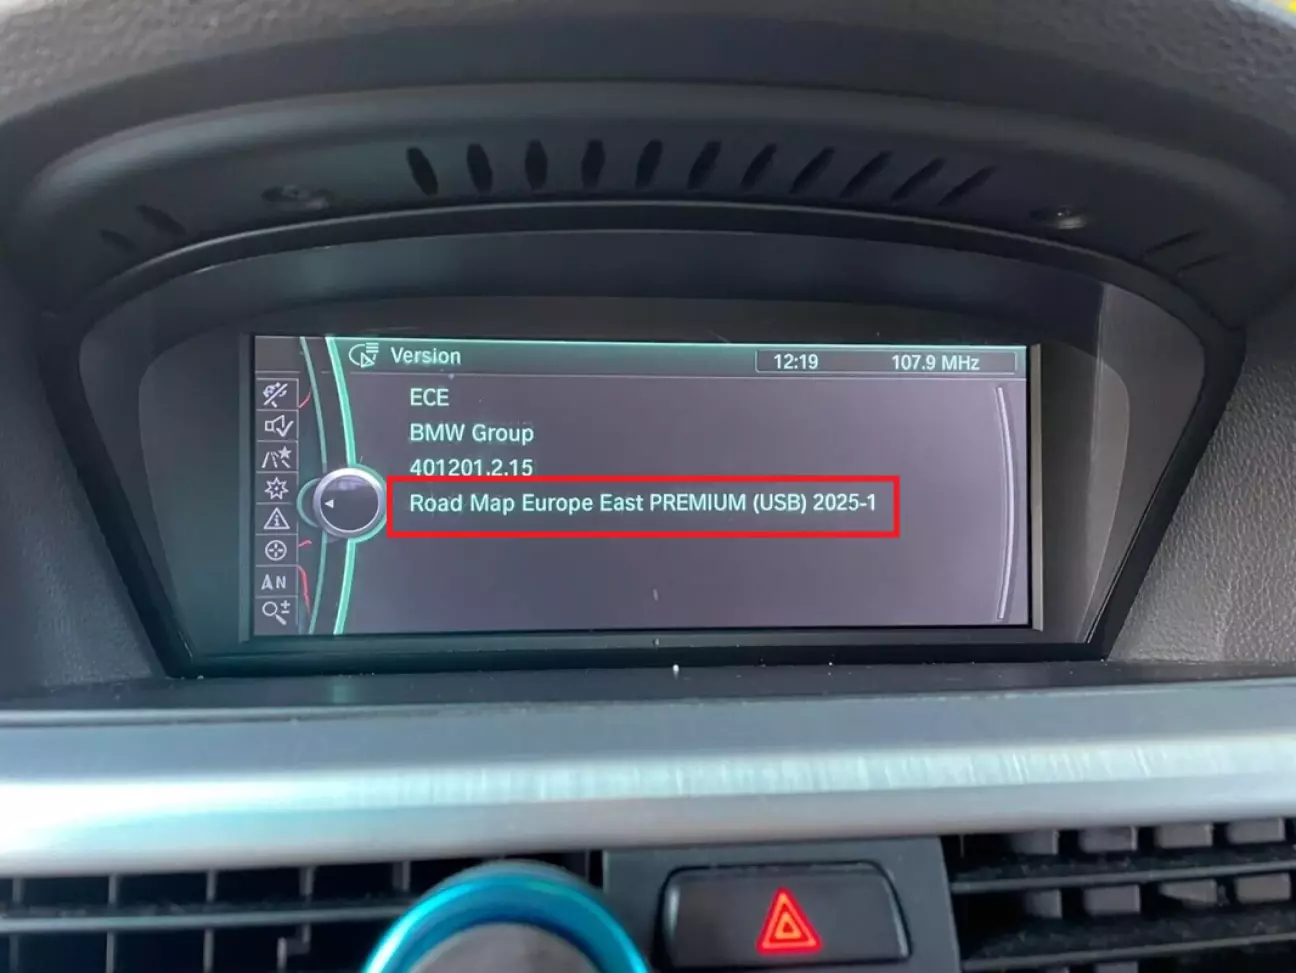 Version
12:19
107.9 MHz
ECE
BMW Group
401201.2.15
Road Map Europe East PREMIUM (USB) 2025-1
N